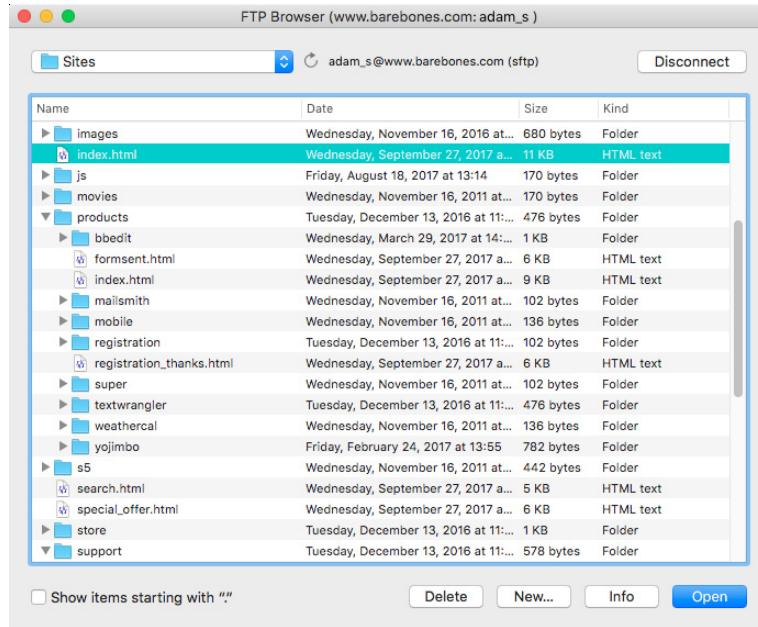 FTP Browser (www.barebones.com: adam_s )
Sites adam_s@www.barebones.com (sftp) Disconnect
Name Date Size Kind
images Wednesday, November 16, 2016 at... 680 bytes Folder
index.html Wednesday, September 27, 2017 a... 11 KB HTML text
js Friday, August 18, 2017 at 13:14 170 bytes Folder
movies Wednesday, November 16, 2011 at... 170 bytes Folder
products Tuesday, December 13, 2016 at 11:... 476 bytes Folder
bbedit Wednesday, March 29, 2017 at 14:... 1 KB Folder
formsent.html Wednesday, September 27, 2017 a... 6 KB HTML text
index.html Wednesday, September 27, 2017 a... 9 KB HTML text
mailsmith Wednesday, November 16, 2011 at... 102 bytes Folder
mobile Wednesday, November 16, 2011 at... 136 bytes Folder
registration Tuesday, December 13, 2016 at 11:... 102 bytes Folder
registration_thanks.html Wednesday, September 27, 2017 a... 6 KB HTML text
super Wednesday, November 16, 2011 at... 102 bytes Folder
textwrangler Tuesday, December 13, 2016 at 11:... 476 bytes Folder
weathercal Wednesday, November 16, 2011 at... 136 bytes Folder
yojimbo Friday, February 24, 2017 at 13:55 782 bytes Folder
s5 Wednesday, November 16, 2011 at... 442 bytes Folder
search.html Wednesday, September 27, 2017 a... 5 KB HTML text
special_offer.html Wednesday, September 27, 2017 a... 6 KB HTML text
store Tuesday, December 13, 2016 at 11:... 1 KB Folder
support Tuesday, December 13, 2016 at 11:... 578 bytes Folder
Show items starting with “.” Delete New... Info Open